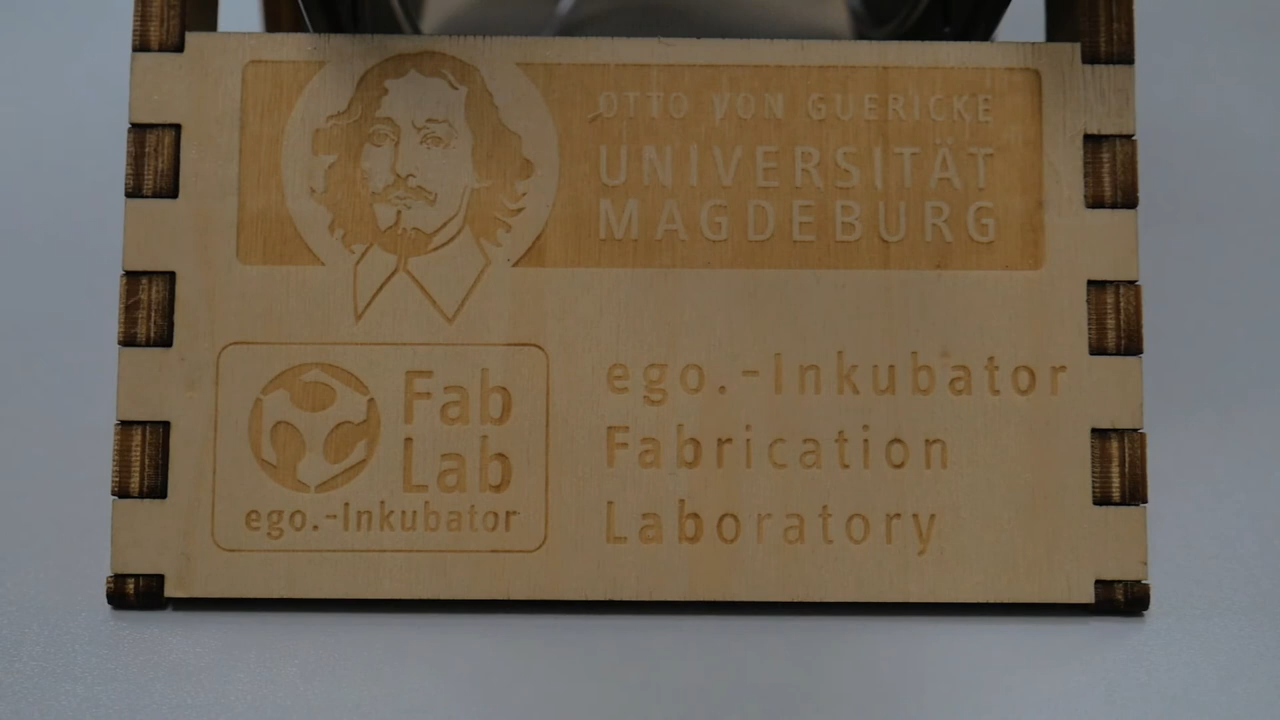 OTTO VON GUERICKE
UNIVERSITÄT
MAGDEBURG
Fab
Lab
ego.-Inkubator
ego.-Inkubator
Fabrication
Laboratory